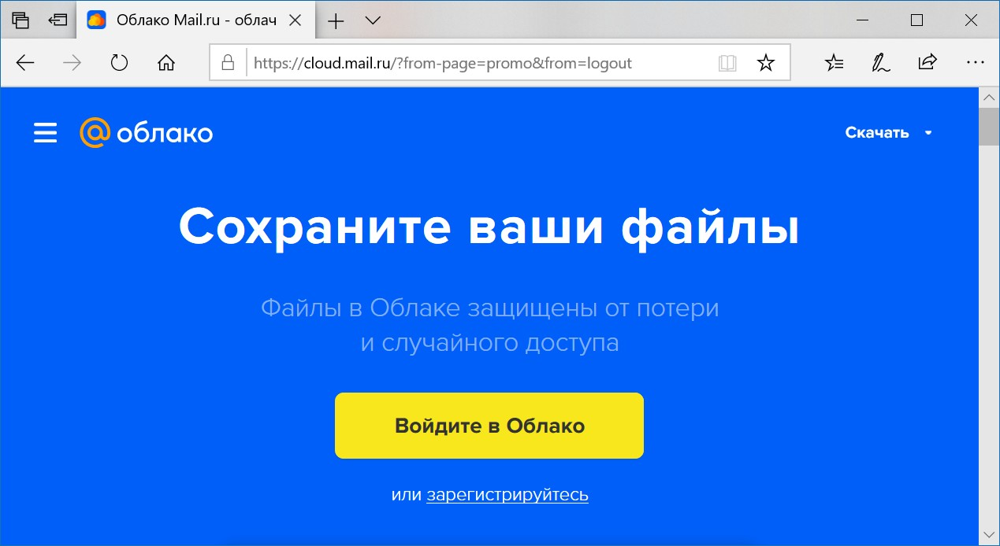 Облако Mail.ru - облач
https://cloud.mail.ru/?from-page=promo&from=logout
@облако
Скачать
Сохраните ваши файлы
Файлы в Облаке защищены от потери
и случайного доступа
Войдите в Облако
или зарегистрируйтесь